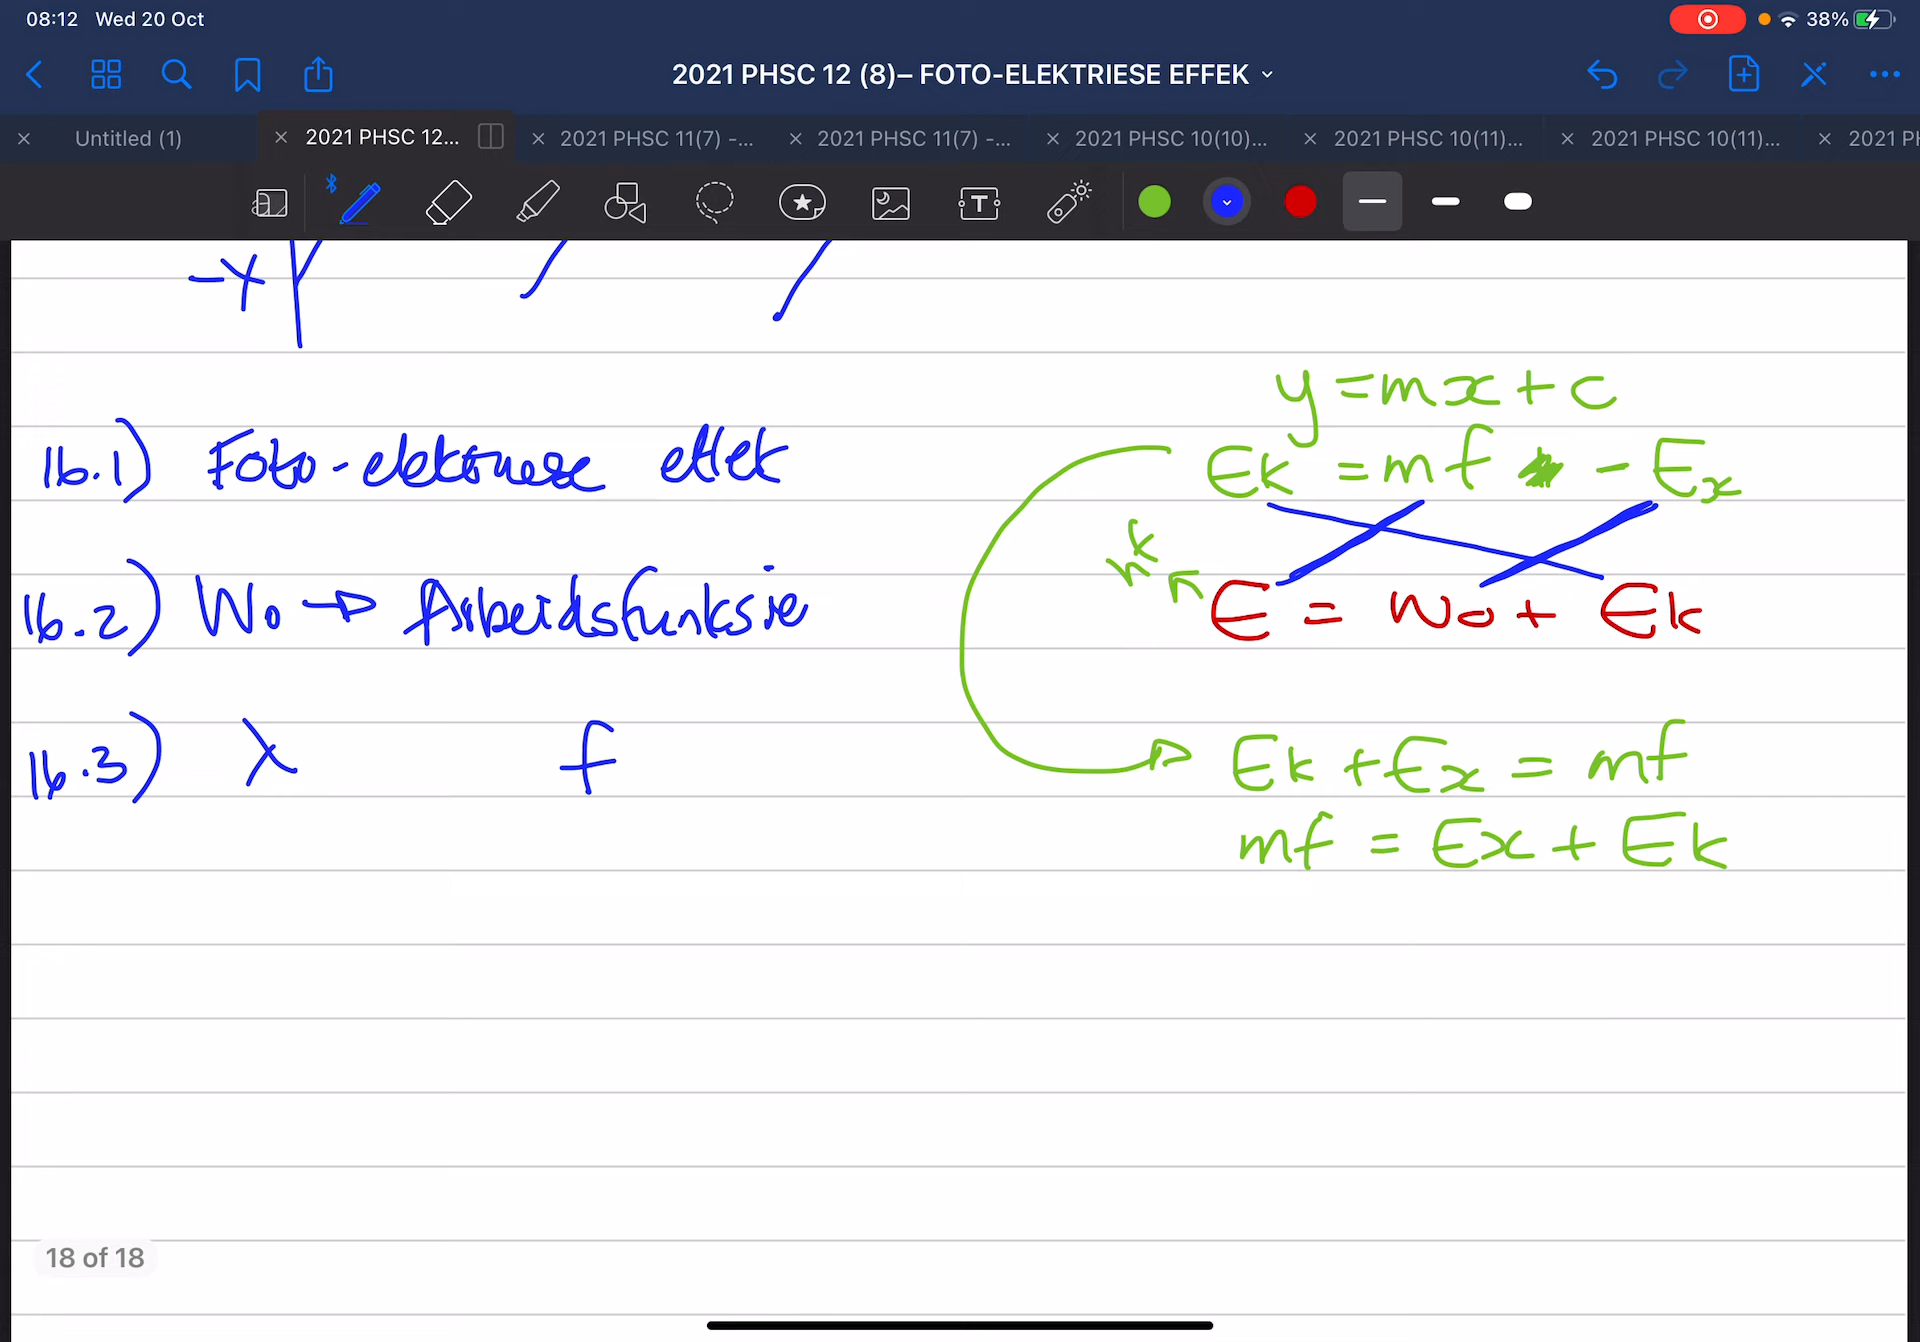 08:12 Wed 20 Oct
38%
2021 PHSC 12 (8)– FOTO-ELEKTRIESE EFFEK
Untitled (1)
2021 PHSC 12...
2021 PHSC 11(7) -...
2021 PHSC 11(7) -...
2021 PHSC 10(10)...
2021 PHSC 10(11)...
2021 PHSC 10(11)...
2021 PH
T
-Y
y = mx + c
16.1) Foto-elektriese effek
Ek = mf - Ex
16.2) Wo → Arbeidsfunksie
E = Wo + Ek
16.3) λ f
Ek + Ex = mf
mf = Ex + Ek
18 of 18